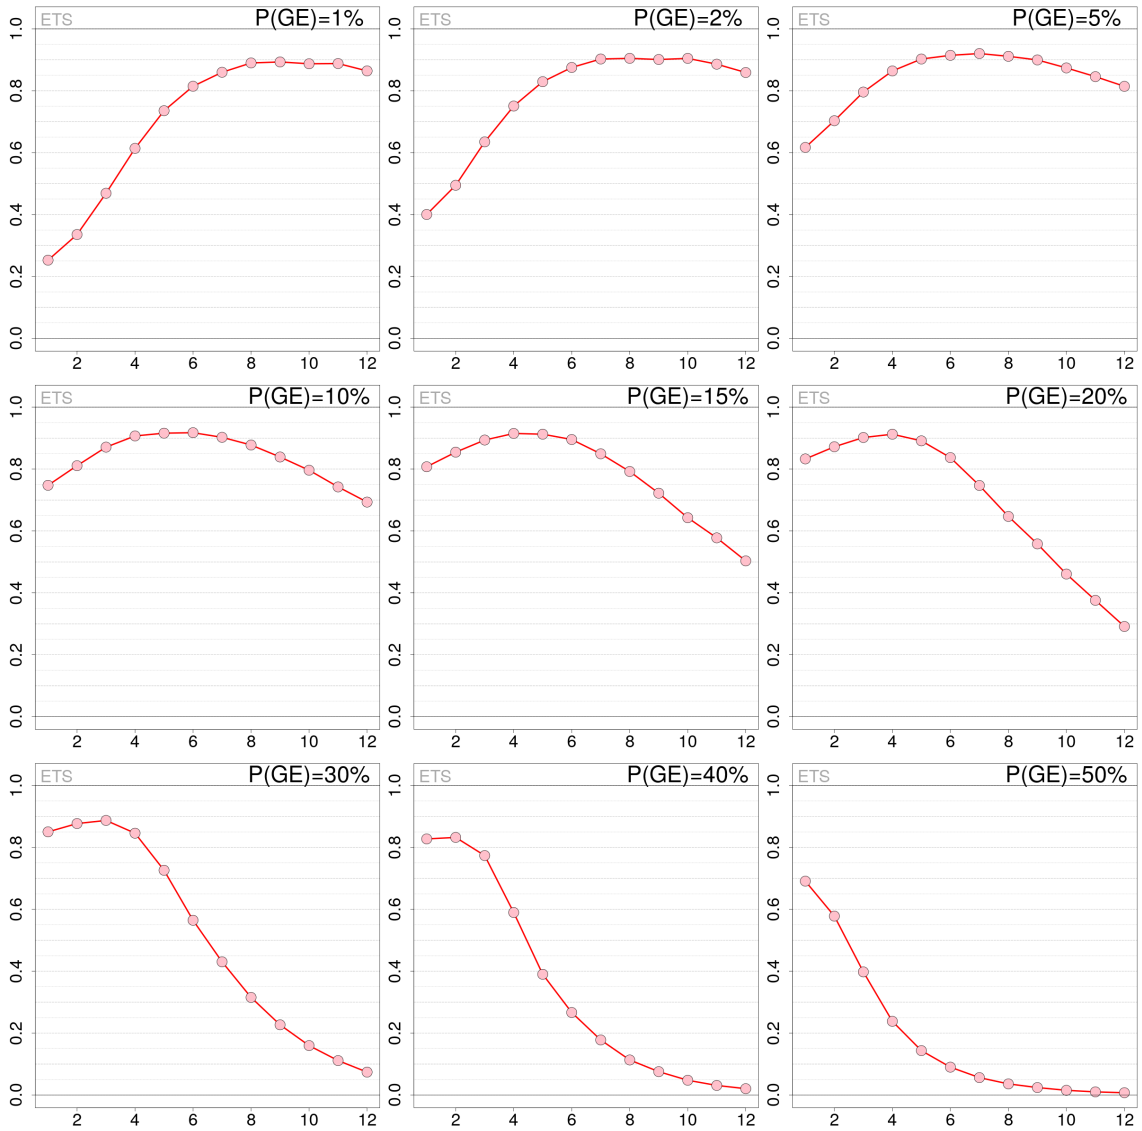 ETS P(GE)=1% ETS P(GE)=2% ETS P(GE)=5%
1.0 1.0 1.0
0.8 0.8 0.8
0.6 0.6 0.6
0.4 0.4 0.4
0.2 0.2 0.2
0.0 0.0 0.0
2 4 6 8 10 12 2 4 6 8 10 12 2 4 6 8 10 12
ETS P(GE)=10% ETS P(GE)=15% ETS P(GE)=20%
1.0 1.0 1.0
0.8 0.8 0.8
0.6 0.6 0.6
0.4 0.4 0.4
0.2 0.2 0.2
0.0 0.0 0.0
2 4 6 8 10 12 2 4 6 8 10 12 2 4 6 8 10 12
ETS P(GE)=30% ETS P(GE)=40% ETS P(GE)=50%
1.0 1.0 1.0
0.8 0.8 0.8
0.6 0.6 0.6
0.4 0.4 0.4
0.2 0.2 0.2
0.0 0.0 0.0
2 4 6 8 10 12 2 4 6 8 10 12 2 4 6 8 10 12